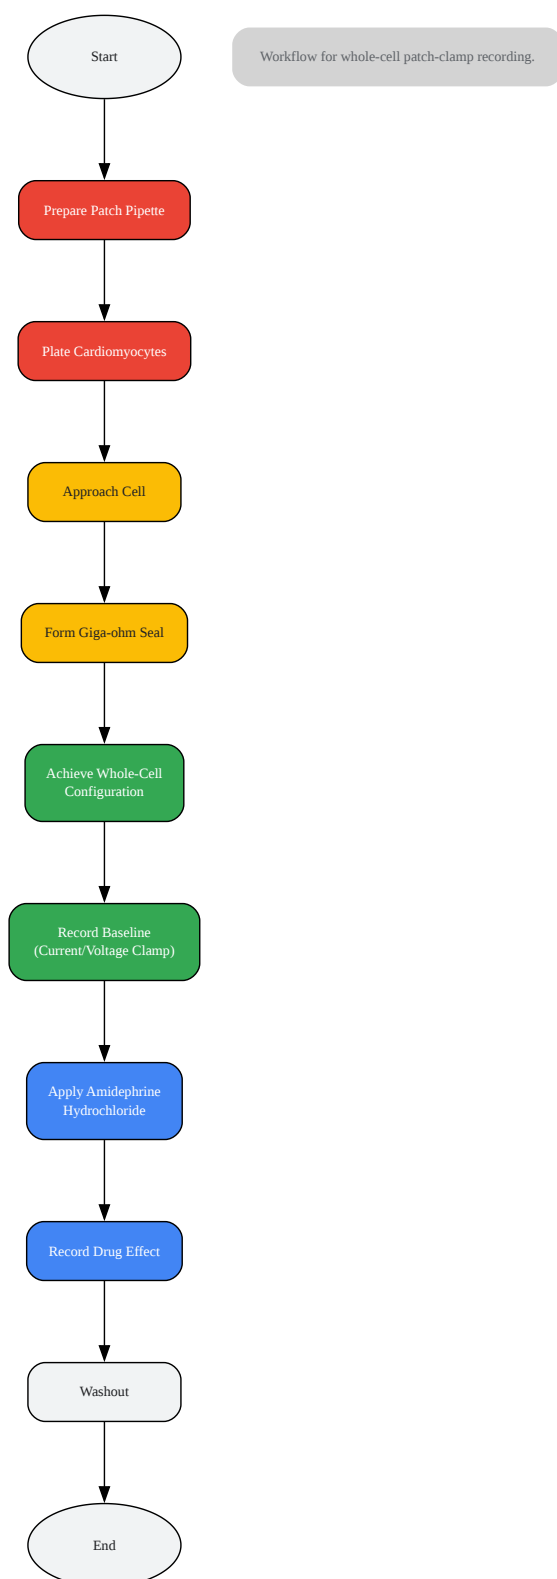 Start
Workflow for whole-cell patch-clamp recording.
Prepare Patch Pipette
Plate Cardiomyocytes
Approach Cell
Form Giga-ohm Seal
Achieve Whole-Cell
Configuration
Record Baseline
(Current/Voltage Clamp)
Apply Amidephrine
Hydrochloride
Record Drug Effect
Washout
End